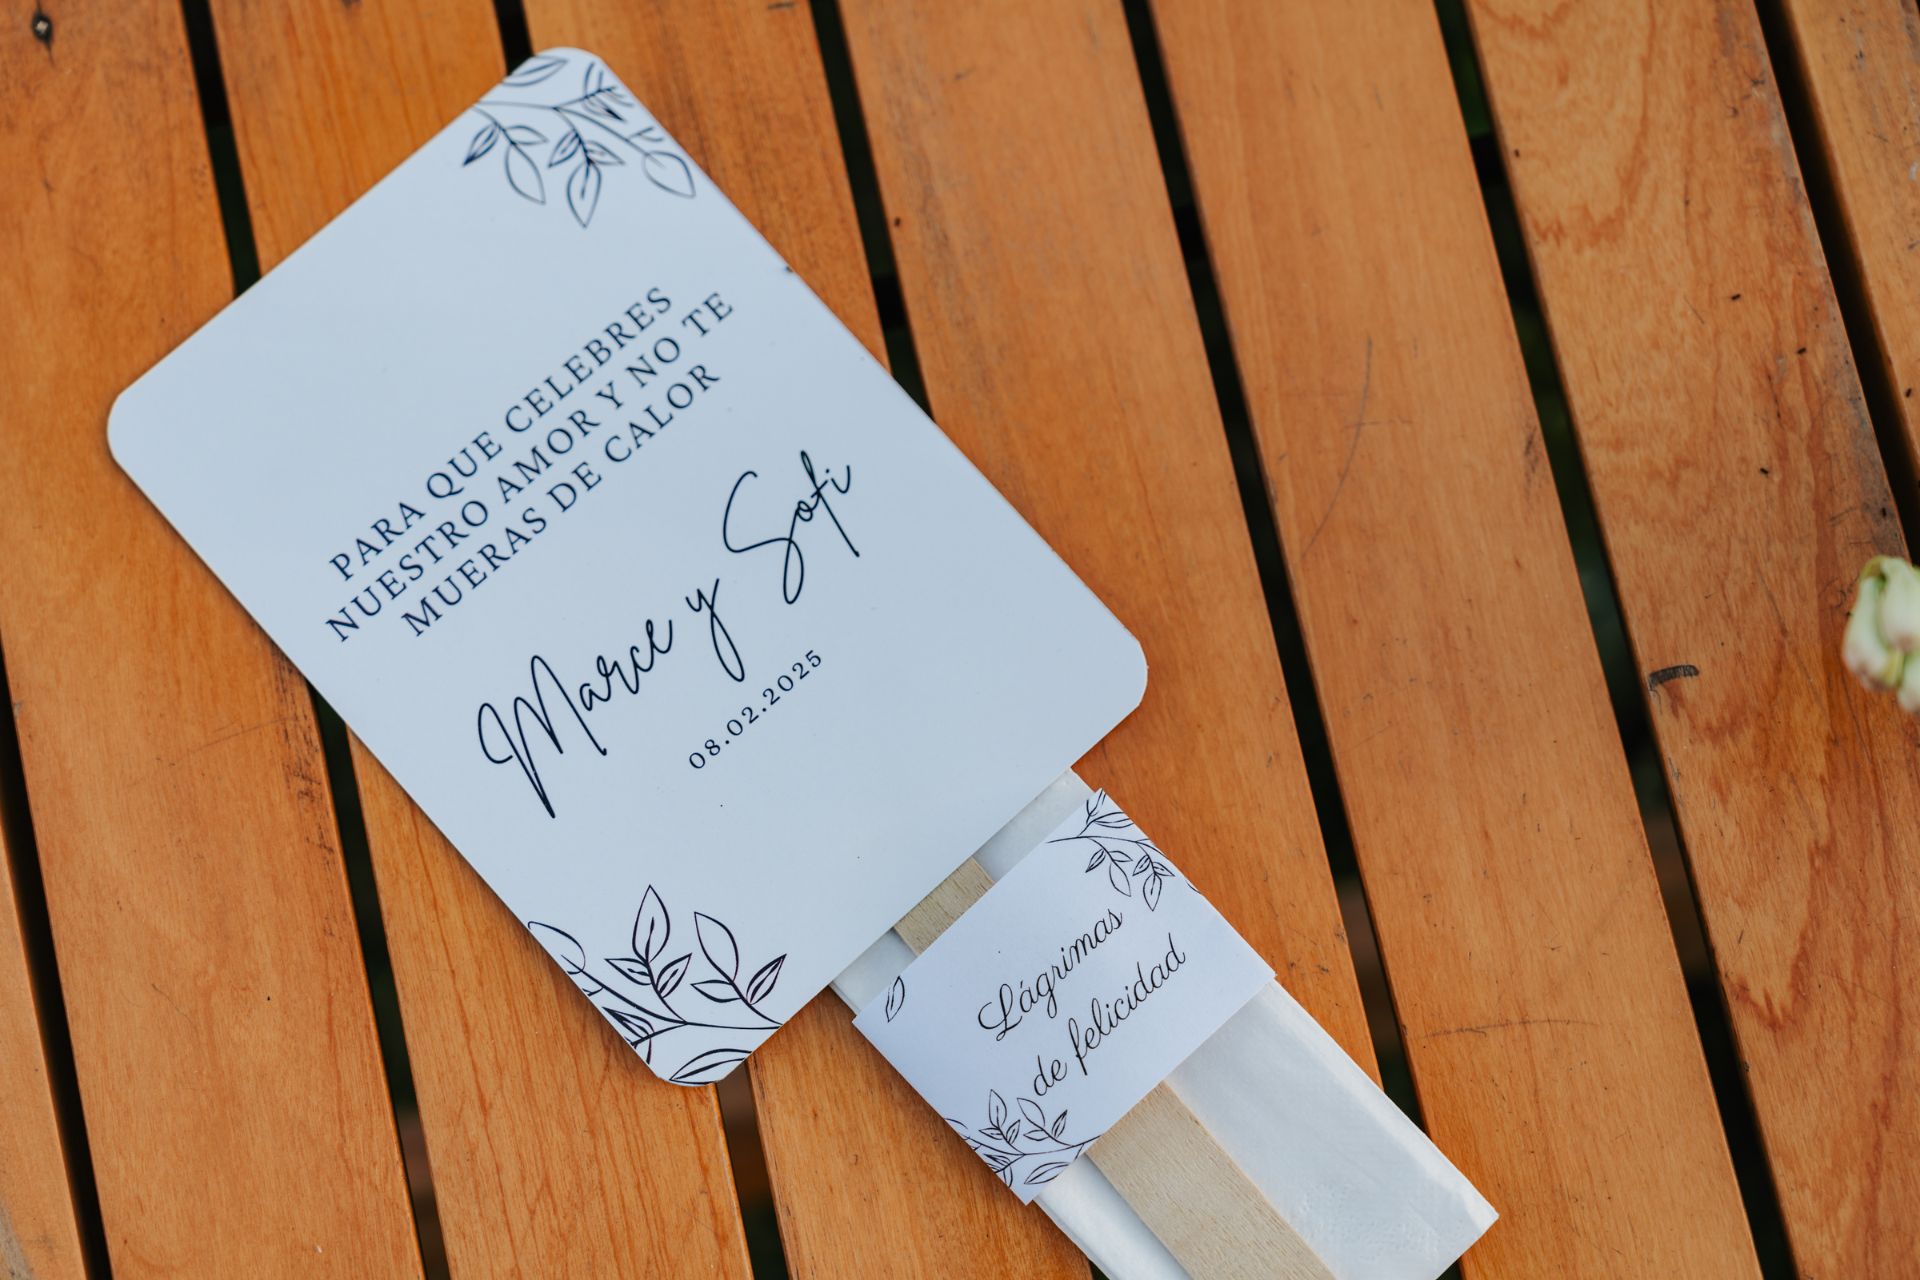 PARA QUE CELEBRES
NUESTRO AMOR Y NO TE
MUERAS DE CALOR
Marce y Sofi
08.02.2025
Lágrimas
de felicidad